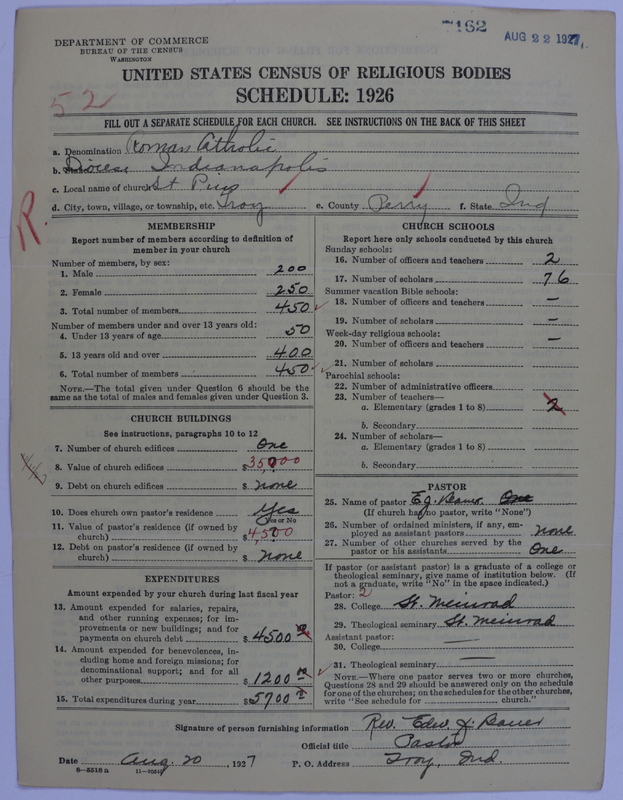 7162
AUG 22 1927
DEPARTMENT OF COMMERCE
BUREAU OF THE CENSUS
WASHINGTON
UNITED STATES CENSUS OF RELIGIOUS BODIES
SCHEDULE: 1926
52
FILL OUT A SEPARATE SCHEDULE FOR EACH CHURCH. SEE INSTRUCTIONS ON THE BACK OF THIS SHEET
a. Denomination Roman Catholic
b. Diocese Indianapolis
c. Local name of church St Pius
d. City, town, village, or township, etc. Troy e. County Perry f. State Ind
R.
MEMBERSHIP
Report number of members according to definition of
member in your church
Number of members, by sex:
1. Male 200
2. Female 250
3. Total number of members 450
Number of members under and over 13 years old:
4. Under 13 years of age 50
5. 13 years old and over 400
6. Total number of members 450
NOTE.—The total given under Question 6 should be
same as the total of males and females given under Question 3.
CHURCH BUILDINGS
See instructions, paragraphs 10 to 12
7. Number of church edifices One
8. Value of church edifices $35,000
9. Debt on church edifices $ none
10. Does church own pastor's residence? Yes
Yes or No
11. Value of pastor's residence (if owned by
church) $4,500
12. Debt on pastor's residence (if owned by
church) $ none
EXPENDITURES
Amount expended by your church during last fiscal year
13. Amount expended for salaries, repairs,
and other running expenses; for im-
provements or new buildings; and for
payments on church debt $4500
14. Amount expended for benevolences, in-
cluding home and foreign missions; for
denominational support; and for all
other purposes $1200
15. Total expenditures during year $5700
CHURCH SCHOOLS
Report here only schools conducted by this church
Sunday schools:
16. Number of officers and teachers 2
17. Number of scholars 76
Summer vacation Bible schools:
18. Number of officers and teachers —
19. Number of scholars —
Week-day religious schools:
20. Number of officers and teachers —
21. Number of scholars
Parochial schools:
22. Number of administrative officers
23. Number of teachers—
a. Elementary (grades 1 to 8) 2
b. Secondary
24. Number of scholars—
a. Elementary (grades 1 to 8)
b. Secondary
PASTOR
25. Name of pastor E.J. Bauer One
(If church has no pastor, write "None")
26. Number of ordained ministers, if any, em-
ployed as assistant pastors none
27. Number of other churches served by the
pastor or his assistants One
If pastor (or assistant pastor) is a graduate of a college or
theological seminary, give name of institution below. (If
not a graduate, write "No" in the space indicated.)
Pastor: 2
28. College St. Meinrad
29. Theological seminary St. Meinrad
Assistant pastor:
30. College —
31. Theological seminary —
NOTE.—Where one pastor serves two or more churches,
Questions 28 and 29 should be answered only on the schedule
for one of the churches; on the schedules for the other churches,
write "See schedule for church."
Signature of person furnishing information Rev. Edw. J. Bauer
Official title Pastor
Date Aug. 20, 1927 P. O. Address Troy, Ind.
8—5518 a